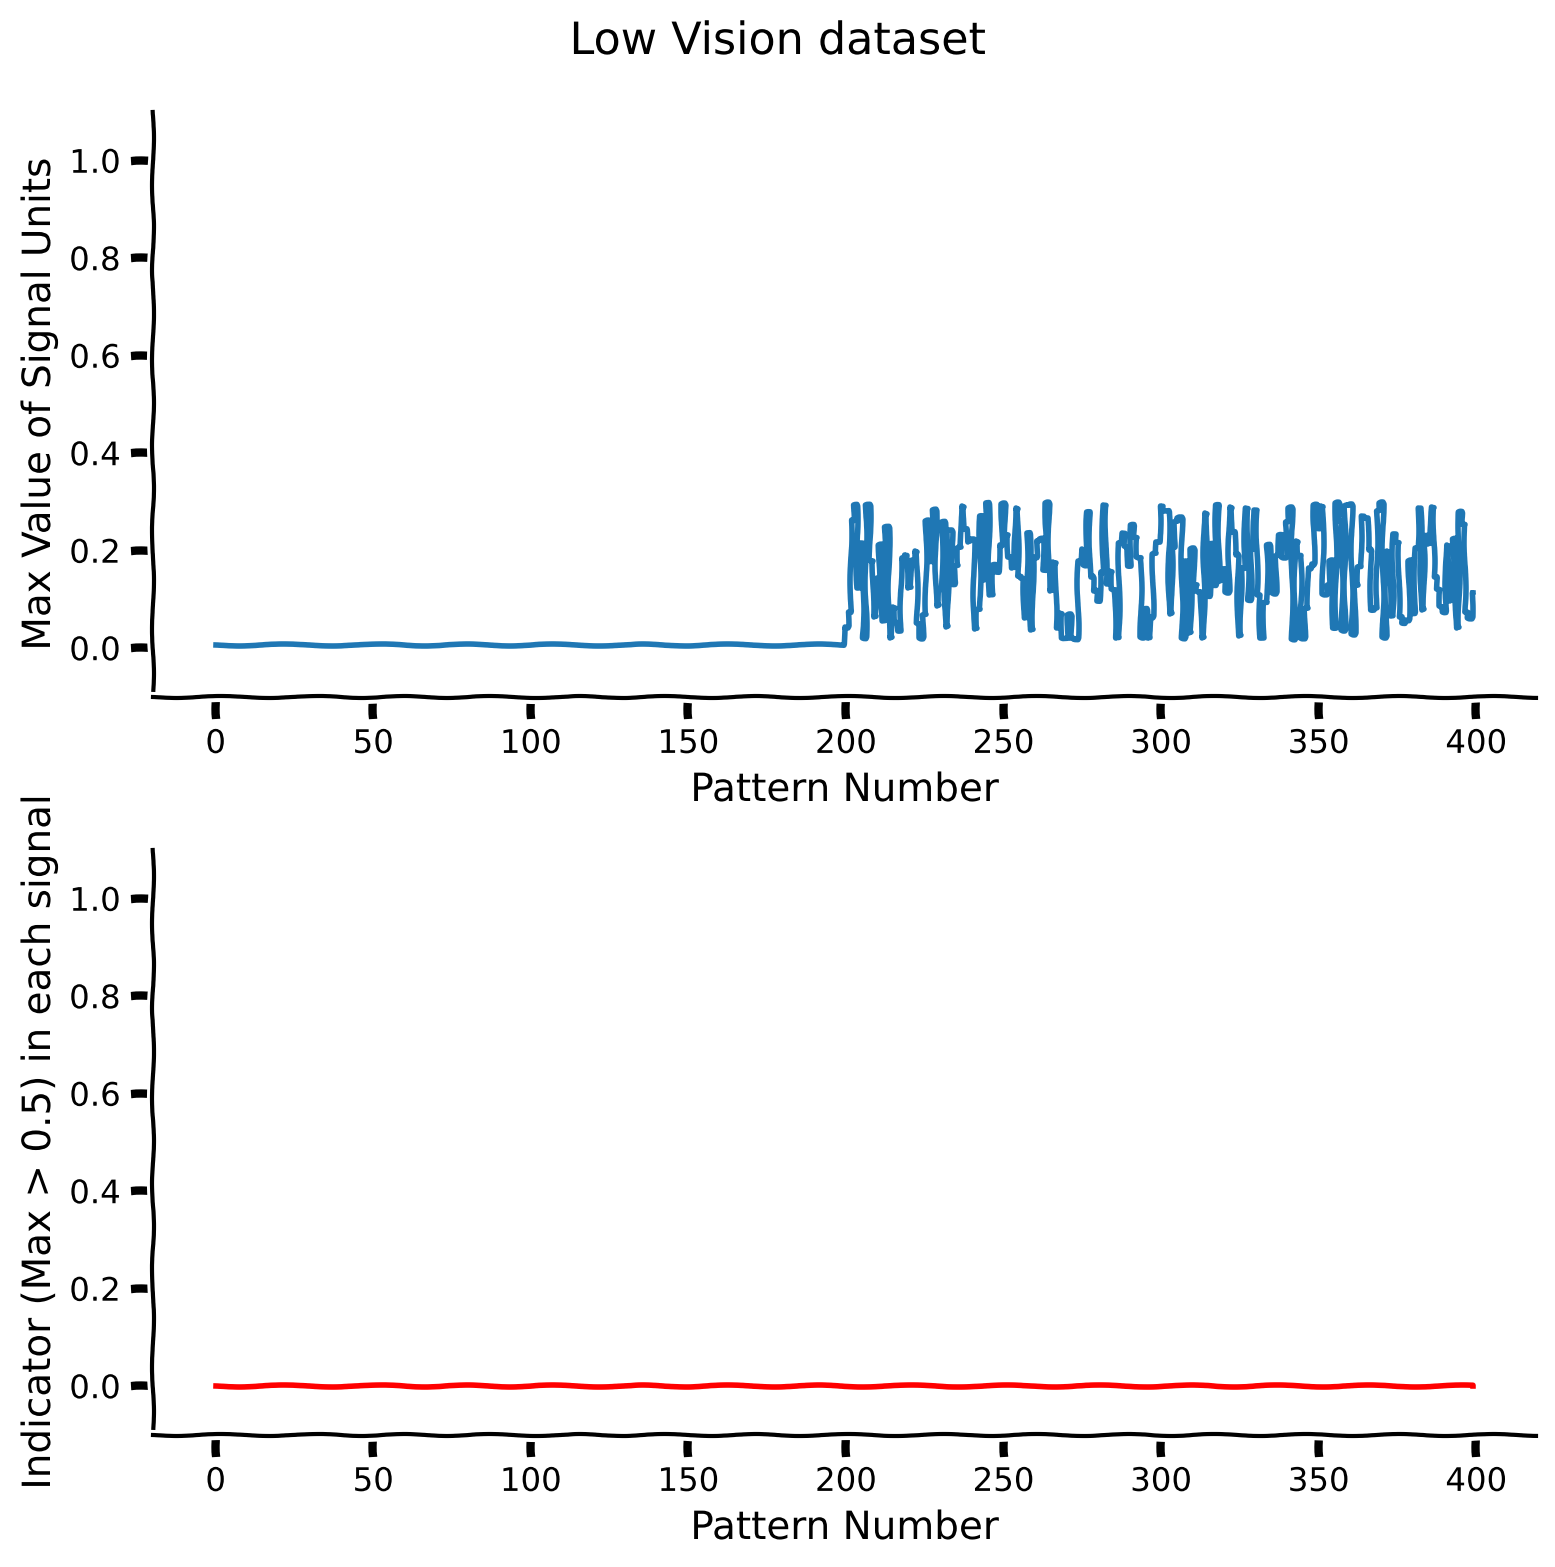 Low Vision dataset
Max Value of Signal Units
1.0
0.8
0.6
0.4
0.2
0.0
0 50 100 150 200 250 300 350 400
Pattern Number
Indicator (Max > 0.5) in each signal
1.0
0.8
0.6
0.4
0.2
0.0
0 50 100 150 200 250 300 350 400
Pattern Number